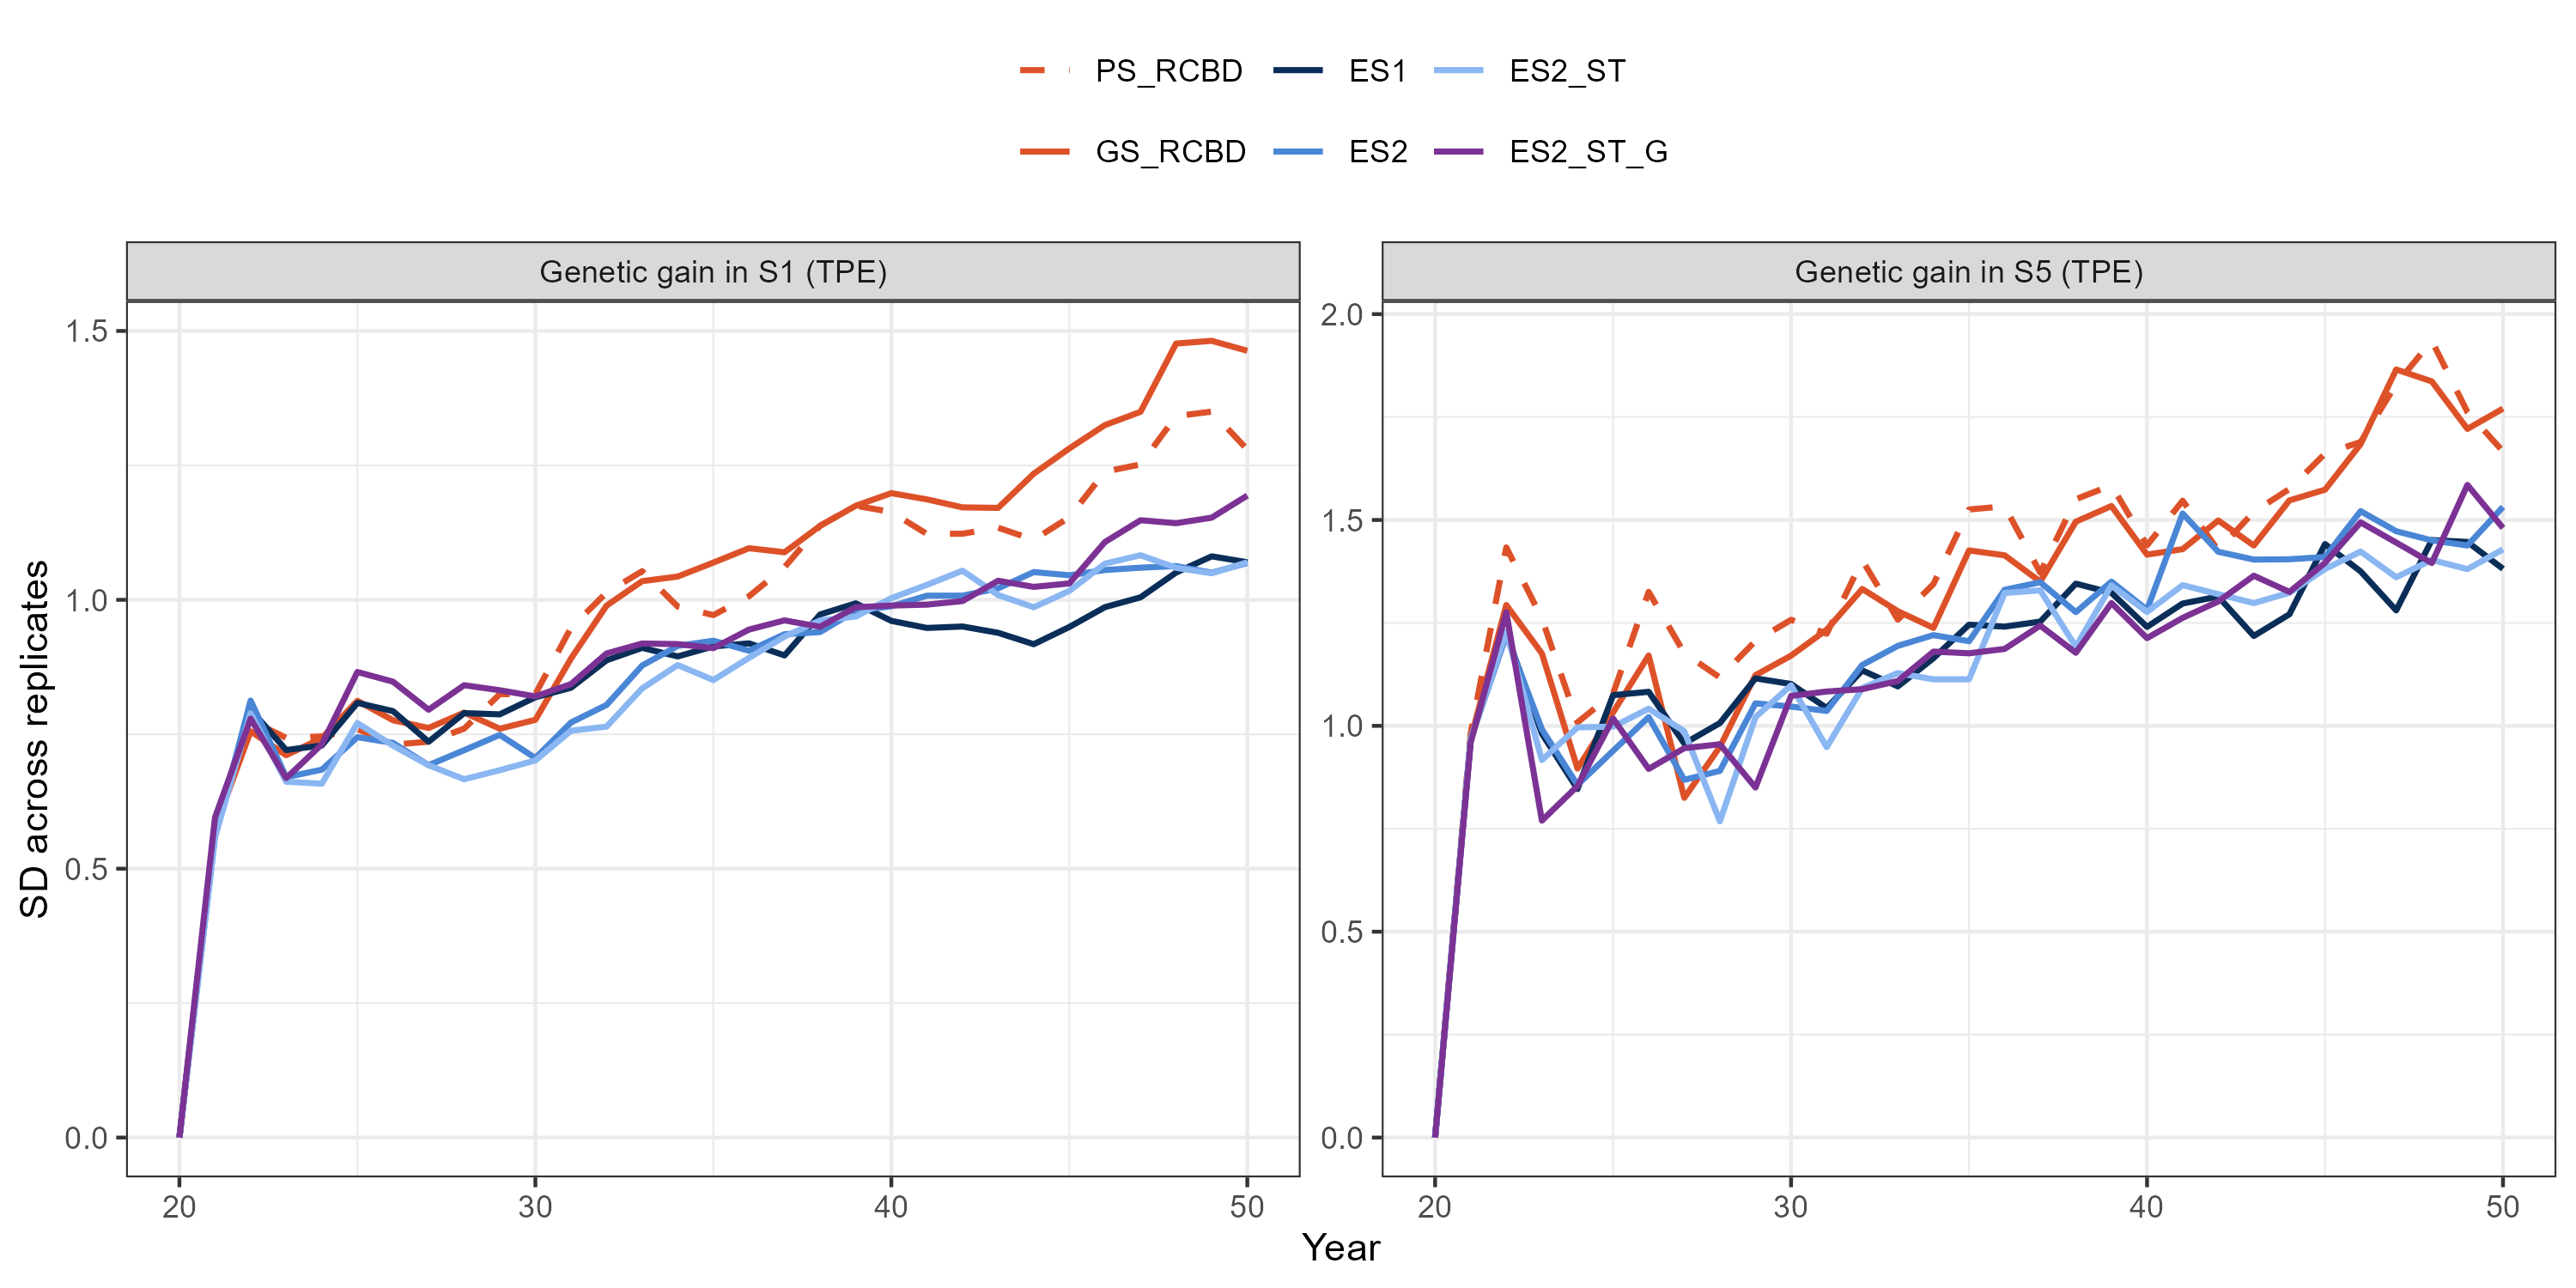 PS_RCBD ES1 ES2_ST
GS_RCBD ES2 ES2_ST_G
Genetic gain in S1 (TPE)
Genetic gain in S5 (TPE)
SD across replicates
1.5
1.0
0.5
0.0
2.0
1.5
1.0
0.5
0.0
20 30 40 50
20 30 40 50
Year